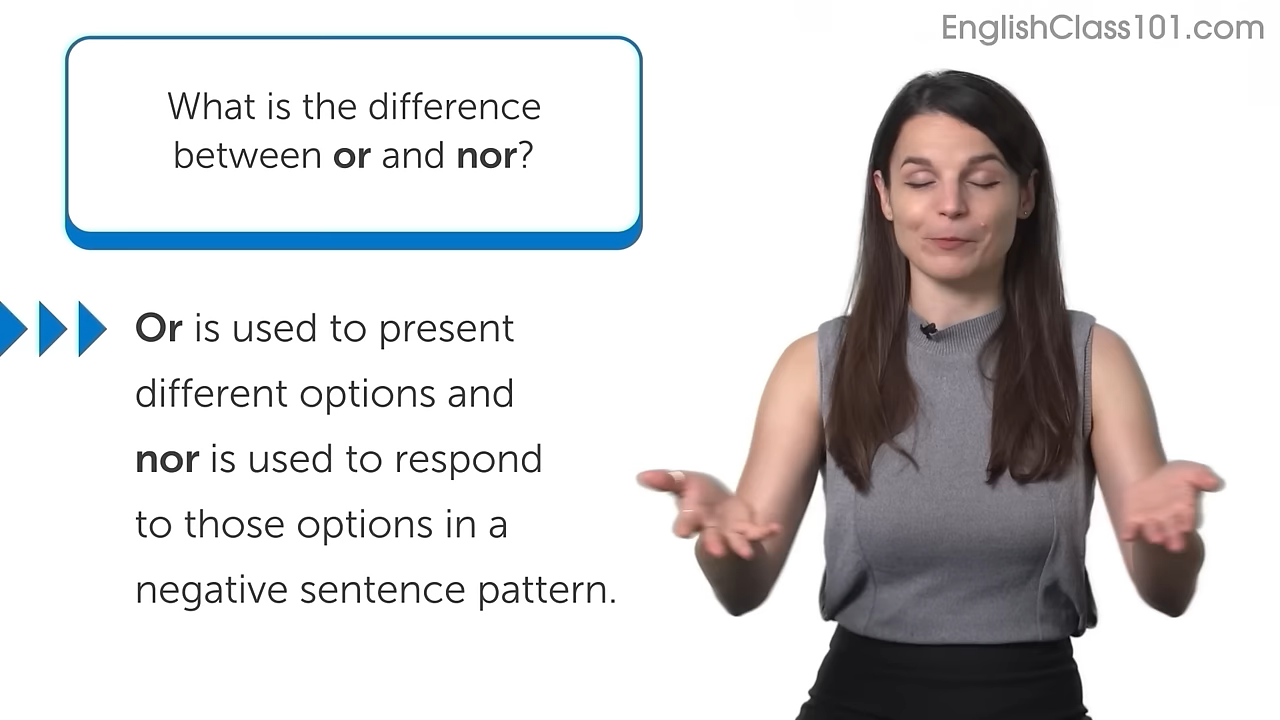 EnglishClass101.com
What is the difference
between or and nor?
Or is used to present
different options and
nor is used to respond
to those options in a
negative sentence pattern.